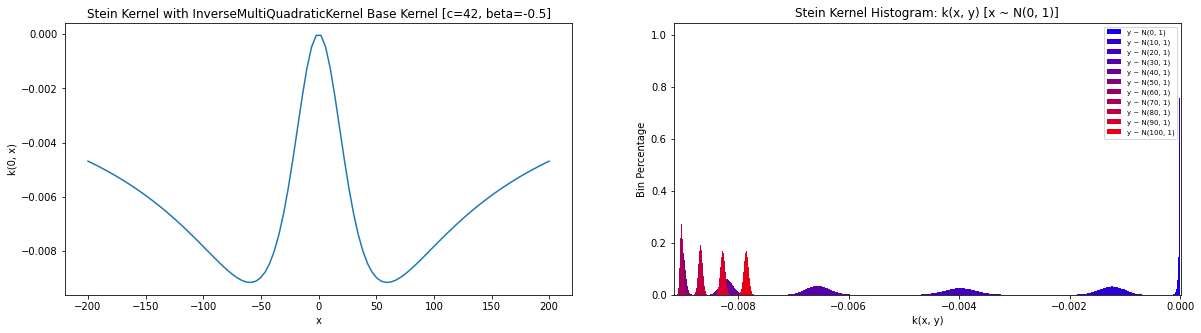 Stein Kernel with InverseMultiQuadraticKernel Base Kernel [c=42, beta=-0.5]
0.000
−0.002
−0.004
−0.006
−0.008
k(0, x)
−200 −150 −100 −50 0 50 100 150 200
x
Stein Kernel Histogram: k(x, y) [x ~ N(0, 1)]
1.0
0.8
0.6
0.4
0.2
0.0
Bin Percentage
y ~ N(0, 1)
y ~ N(10, 1)
y ~ N(20, 1)
y ~ N(30, 1)
y ~ N(40, 1)
y ~ N(50, 1)
y ~ N(60, 1)
y ~ N(70, 1)
y ~ N(80, 1)
y ~ N(90, 1)
y ~ N(100, 1)
−0.008 −0.006 −0.004 −0.002 0.000
k(x, y)